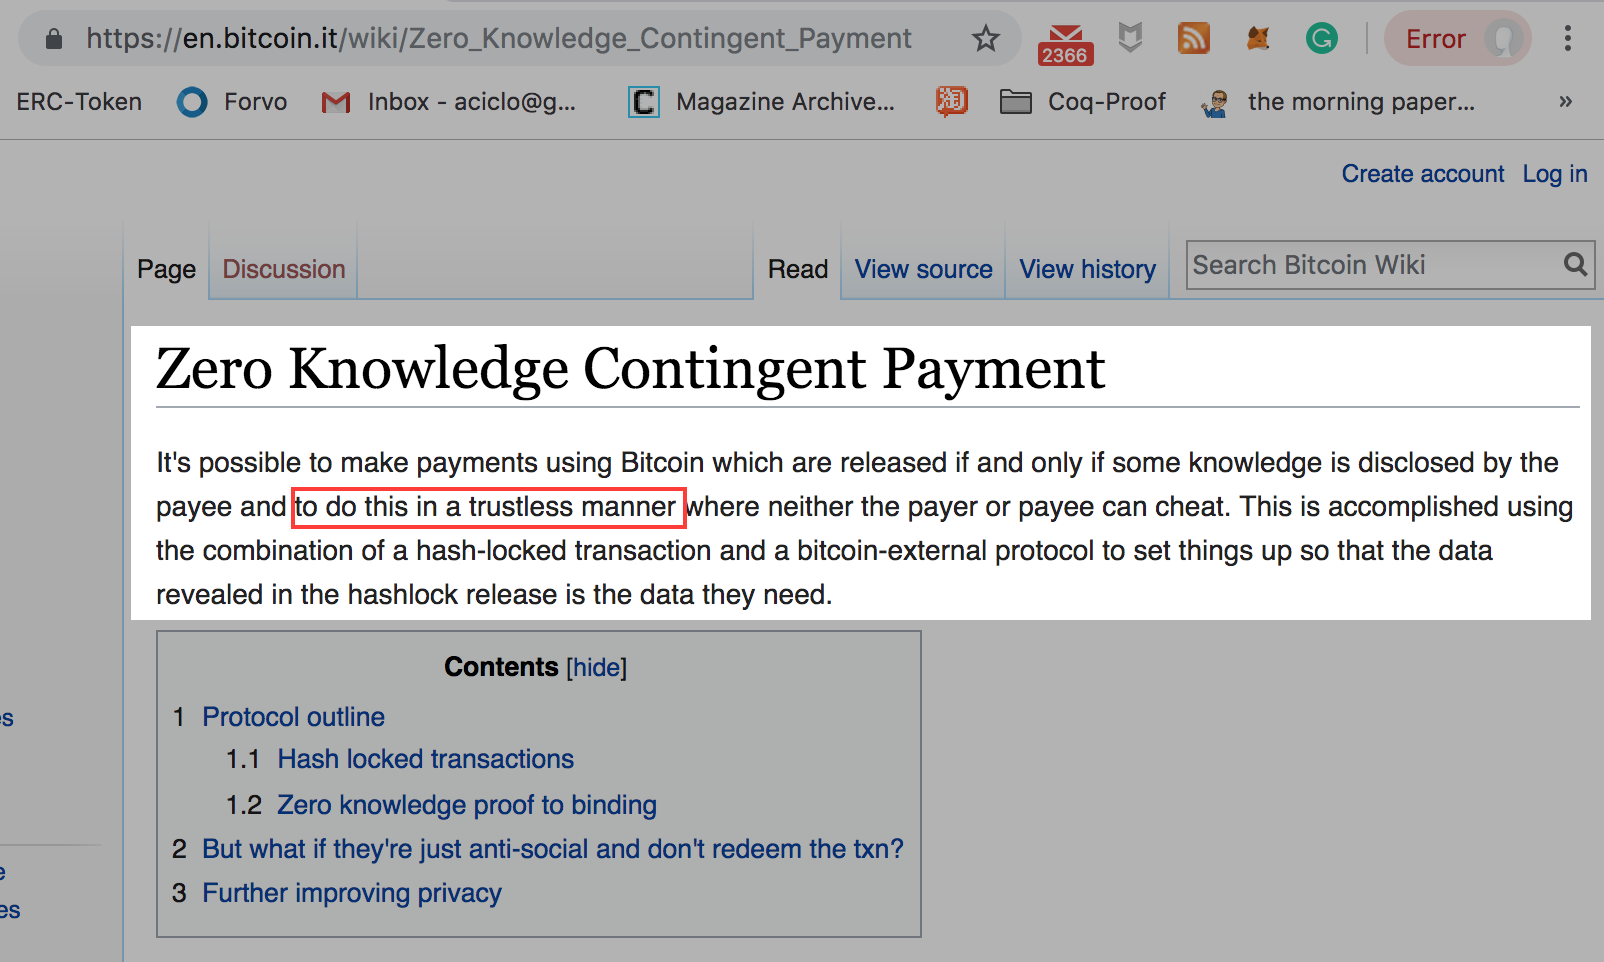 https://en.bitcoin.it/wiki/Zero_Knowledge_Contingent_Payment
2366
Error
ERC-Token
Forvo
Inbox - aciclo@g...
Magazine Archive...
淘
Coq-Proof
the morning paper...
»
Create account Log in
Page
Discussion
Read
View source
View history
Search Bitcoin Wiki
Zero Knowledge Contingent Payment
It's possible to make payments using Bitcoin which are released if and only if some knowledge is disclosed by the
payee and to do this in a trustless manner where neither the payer or payee can cheat. This is accomplished using
the combination of a hash-locked transaction and a bitcoin-external protocol to set things up so that the data
revealed in the hashlock release is the data they need.
Contents [hide]
1 Protocol outline
1.1 Hash locked transactions
1.2 Zero knowledge proof to binding
2 But what if they're just anti-social and don't redeem the txn?
3 Further improving privacy